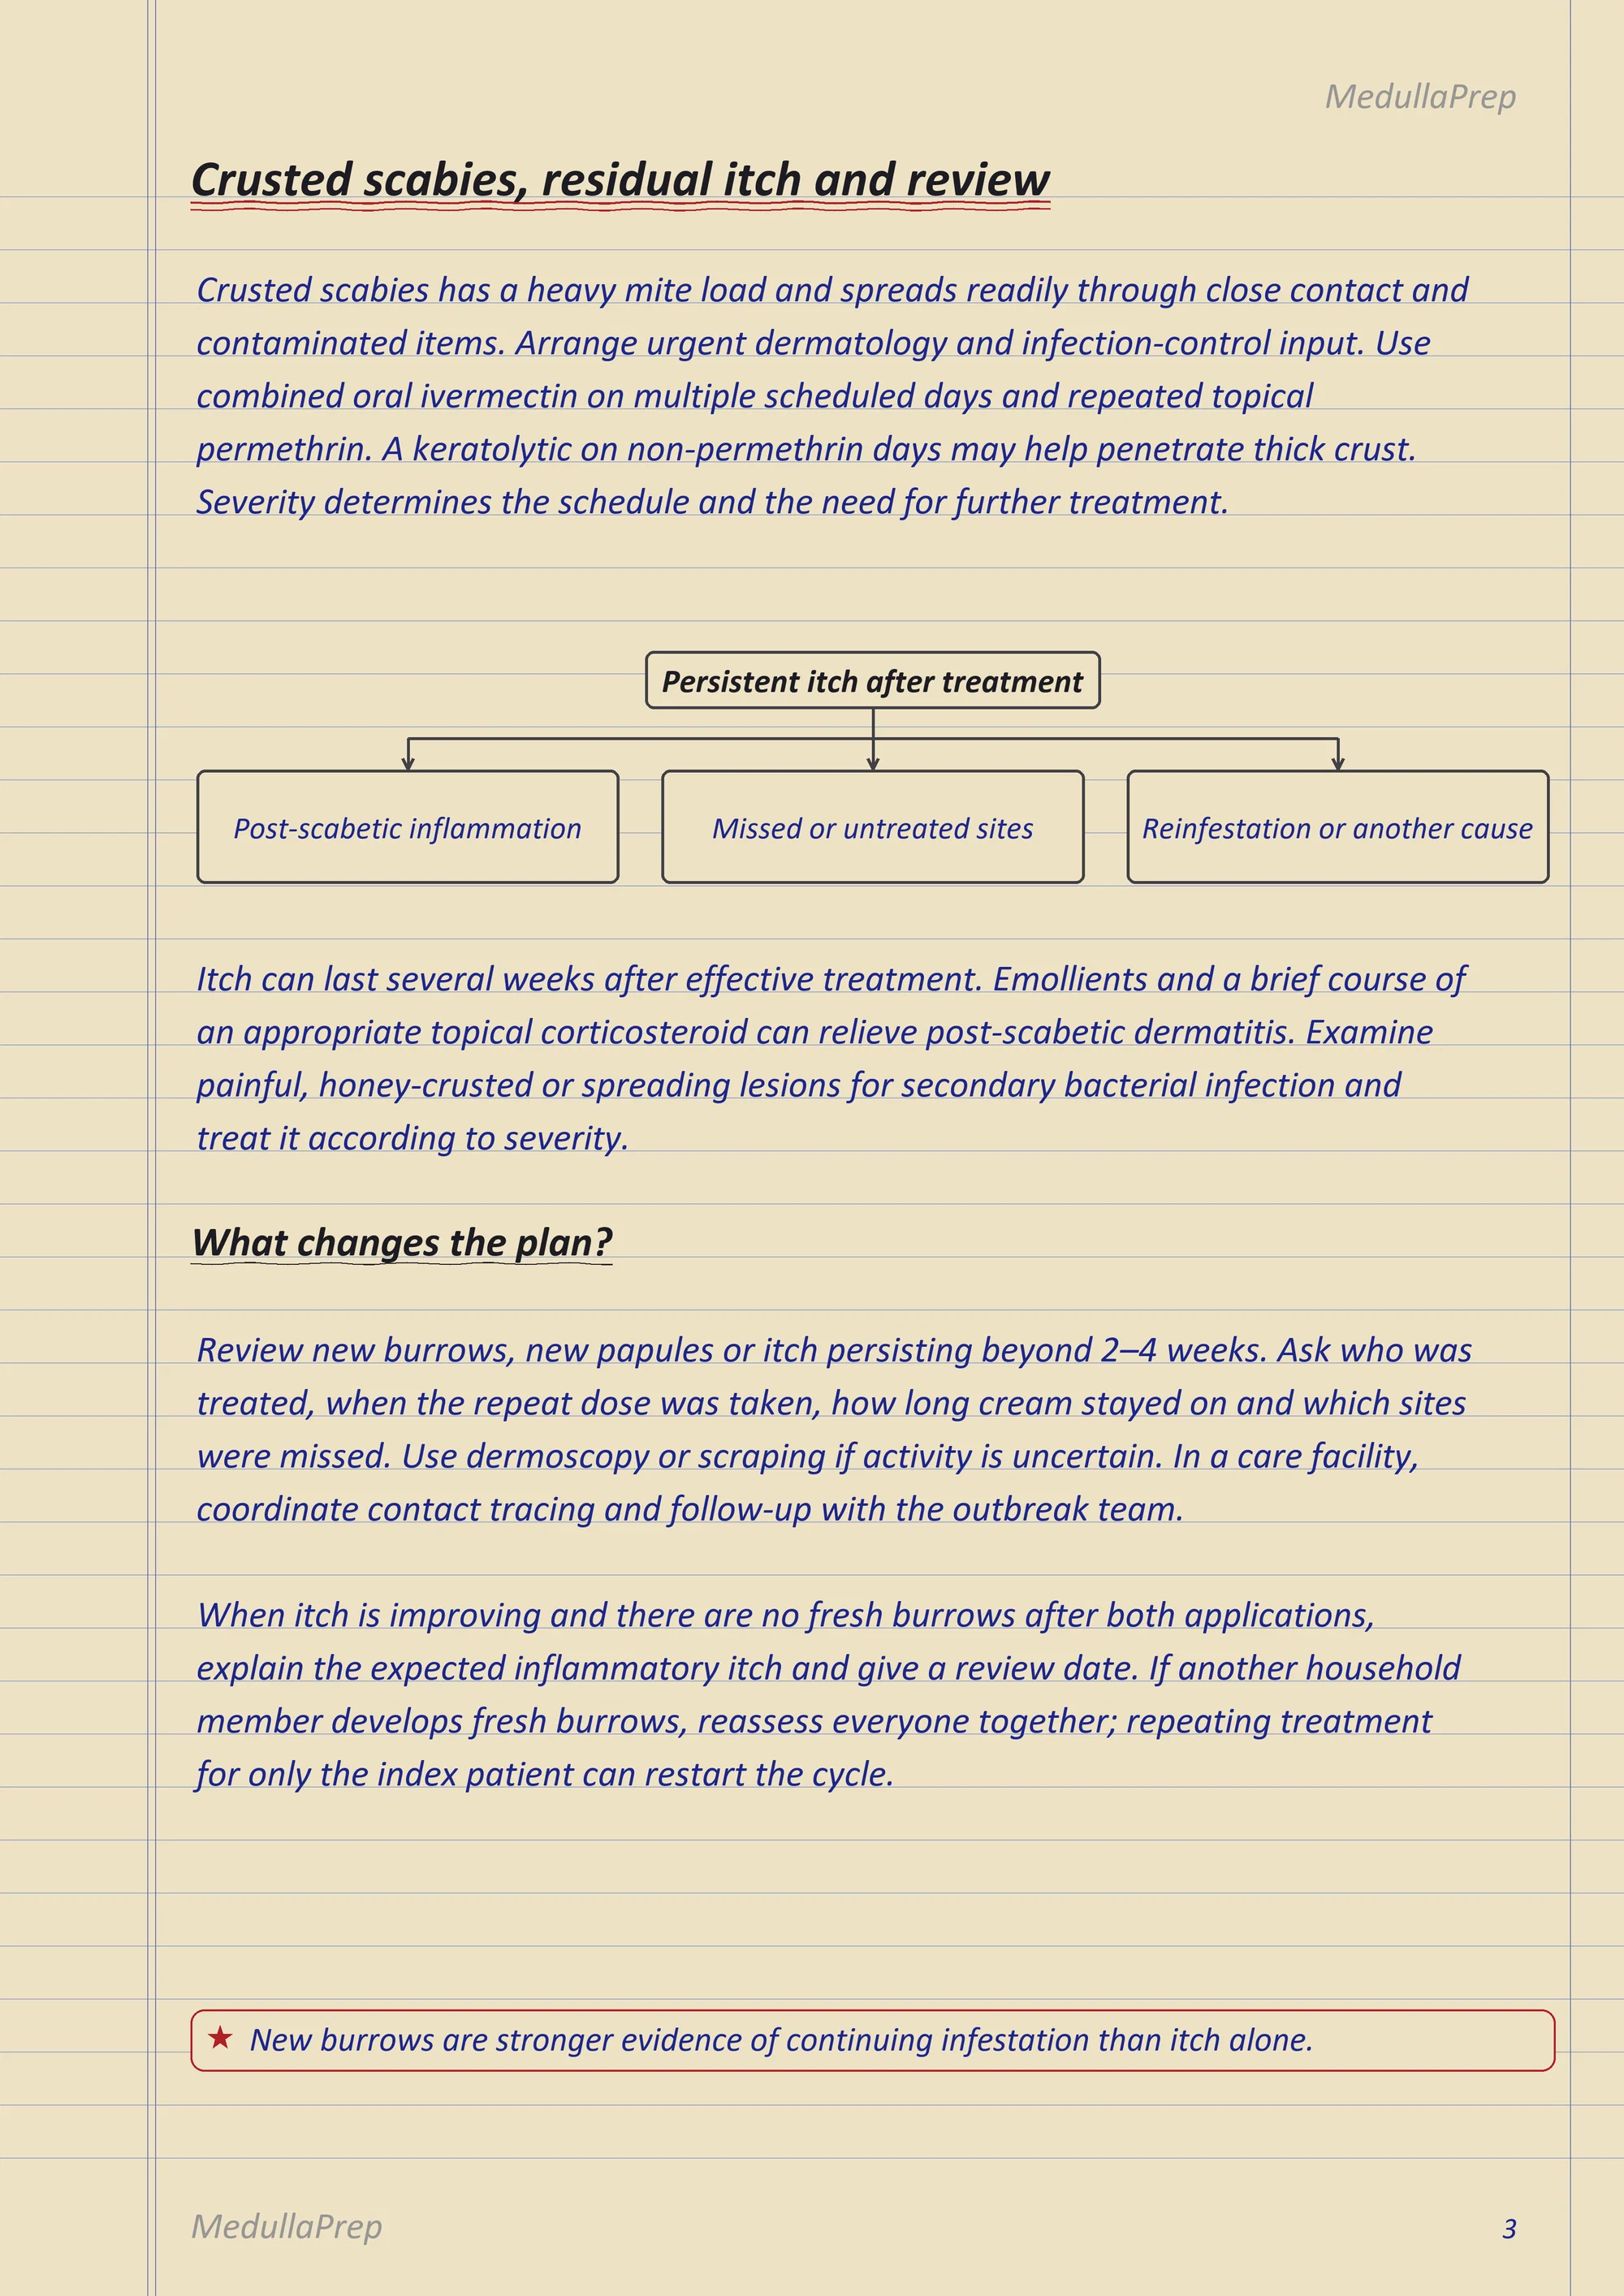 MedullaPrep
Crusted scabies, residual itch and review
Crusted scabies has a heavy mite load and spreads readily through close contact and
contaminated items. Arrange urgent dermatology and infection-control input. Use
combined oral ivermectin on multiple scheduled days and repeated topical
permethrin. A keratolytic on non-permethrin days may help penetrate thick crust.
Severity determines the schedule and the need for further treatment.
Persistent itch after treatment
Post-scabetic inflammation
Missed or untreated sites
Reinfestation or another cause
Itch can last several weeks after effective treatment. Emollients and a brief course of
an appropriate topical corticosteroid can relieve post-scabetic dermatitis. Examine
painful, honey-crusted or spreading lesions for secondary bacterial infection and
treat it according to severity.
What changes the plan?
Review new burrows, new papules or itch persisting beyond 2–4 weeks. Ask who was
treated, when the repeat dose was taken, how long cream stayed on and which sites
were missed. Use dermoscopy or scraping if activity is uncertain. In a care facility,
coordinate contact tracing and follow-up with the outbreak team.
When itch is improving and there are no fresh burrows after both applications,
explain the expected inflammatory itch and give a review date. If another household
member develops fresh burrows, reassess everyone together; repeating treatment
for only the index patient can restart the cycle.
★ New burrows are stronger evidence of continuing infestation than itch alone.
MedullaPrep
3